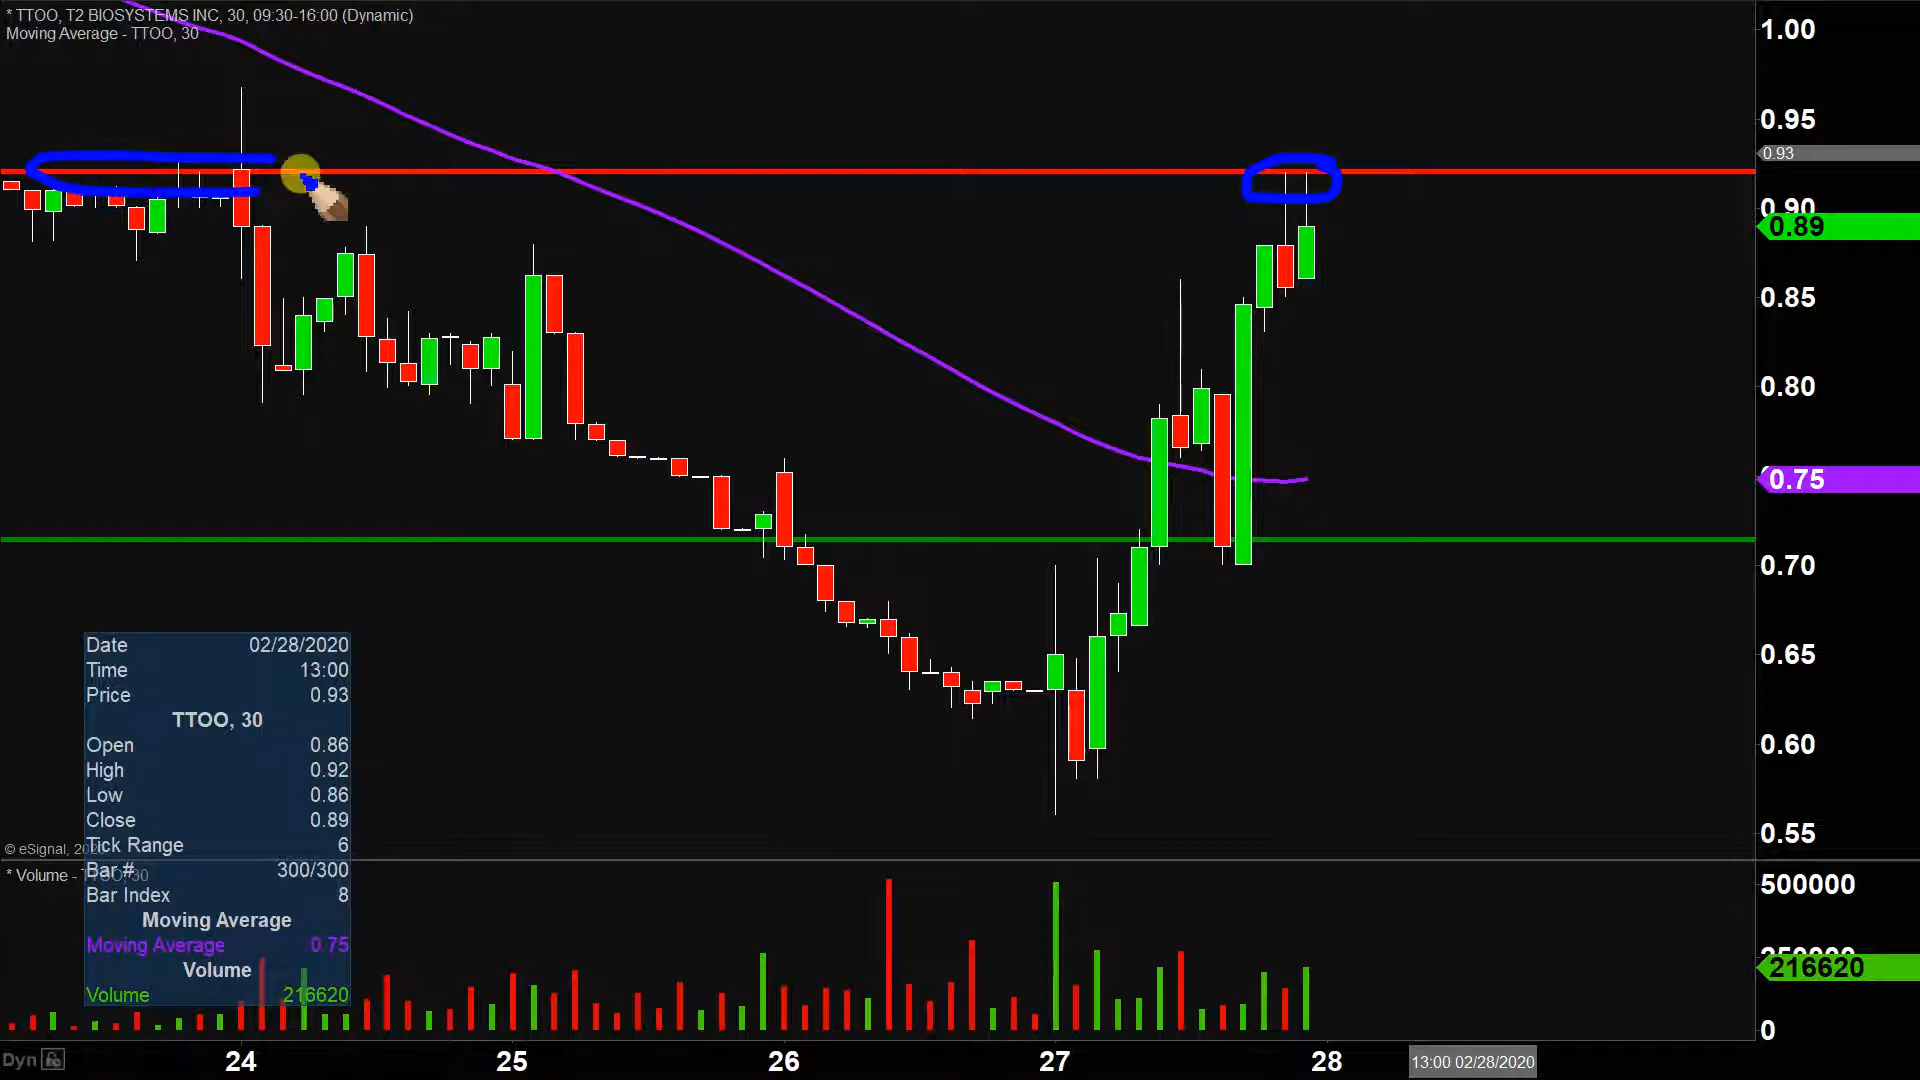 * TTOO, T2 BIOSYSTEMS INC, 30, 09:30-16:00 (Dynamic)
Moving Average - TTOO, 30
1.00
0.95
0.93
0.90
0.89
0.85
0.80
0.75
0.70
0.65
0.60
0.55
Date 02/28/2020
Time 13:00
Price 0.93
TTOO, 30
Open 0.86
High 0.92
Low 0.86
Close 0.89
Tick Range 6
Bar # 300/300
Bar Index 8
Moving Average
Moving Average 0.75
Volume
Volume 216620
© eSignal,
* Volume - TTOO, 30
500000
250000
216620
0
Dyn
24 25 26 27 28 13:00 02/28/2020